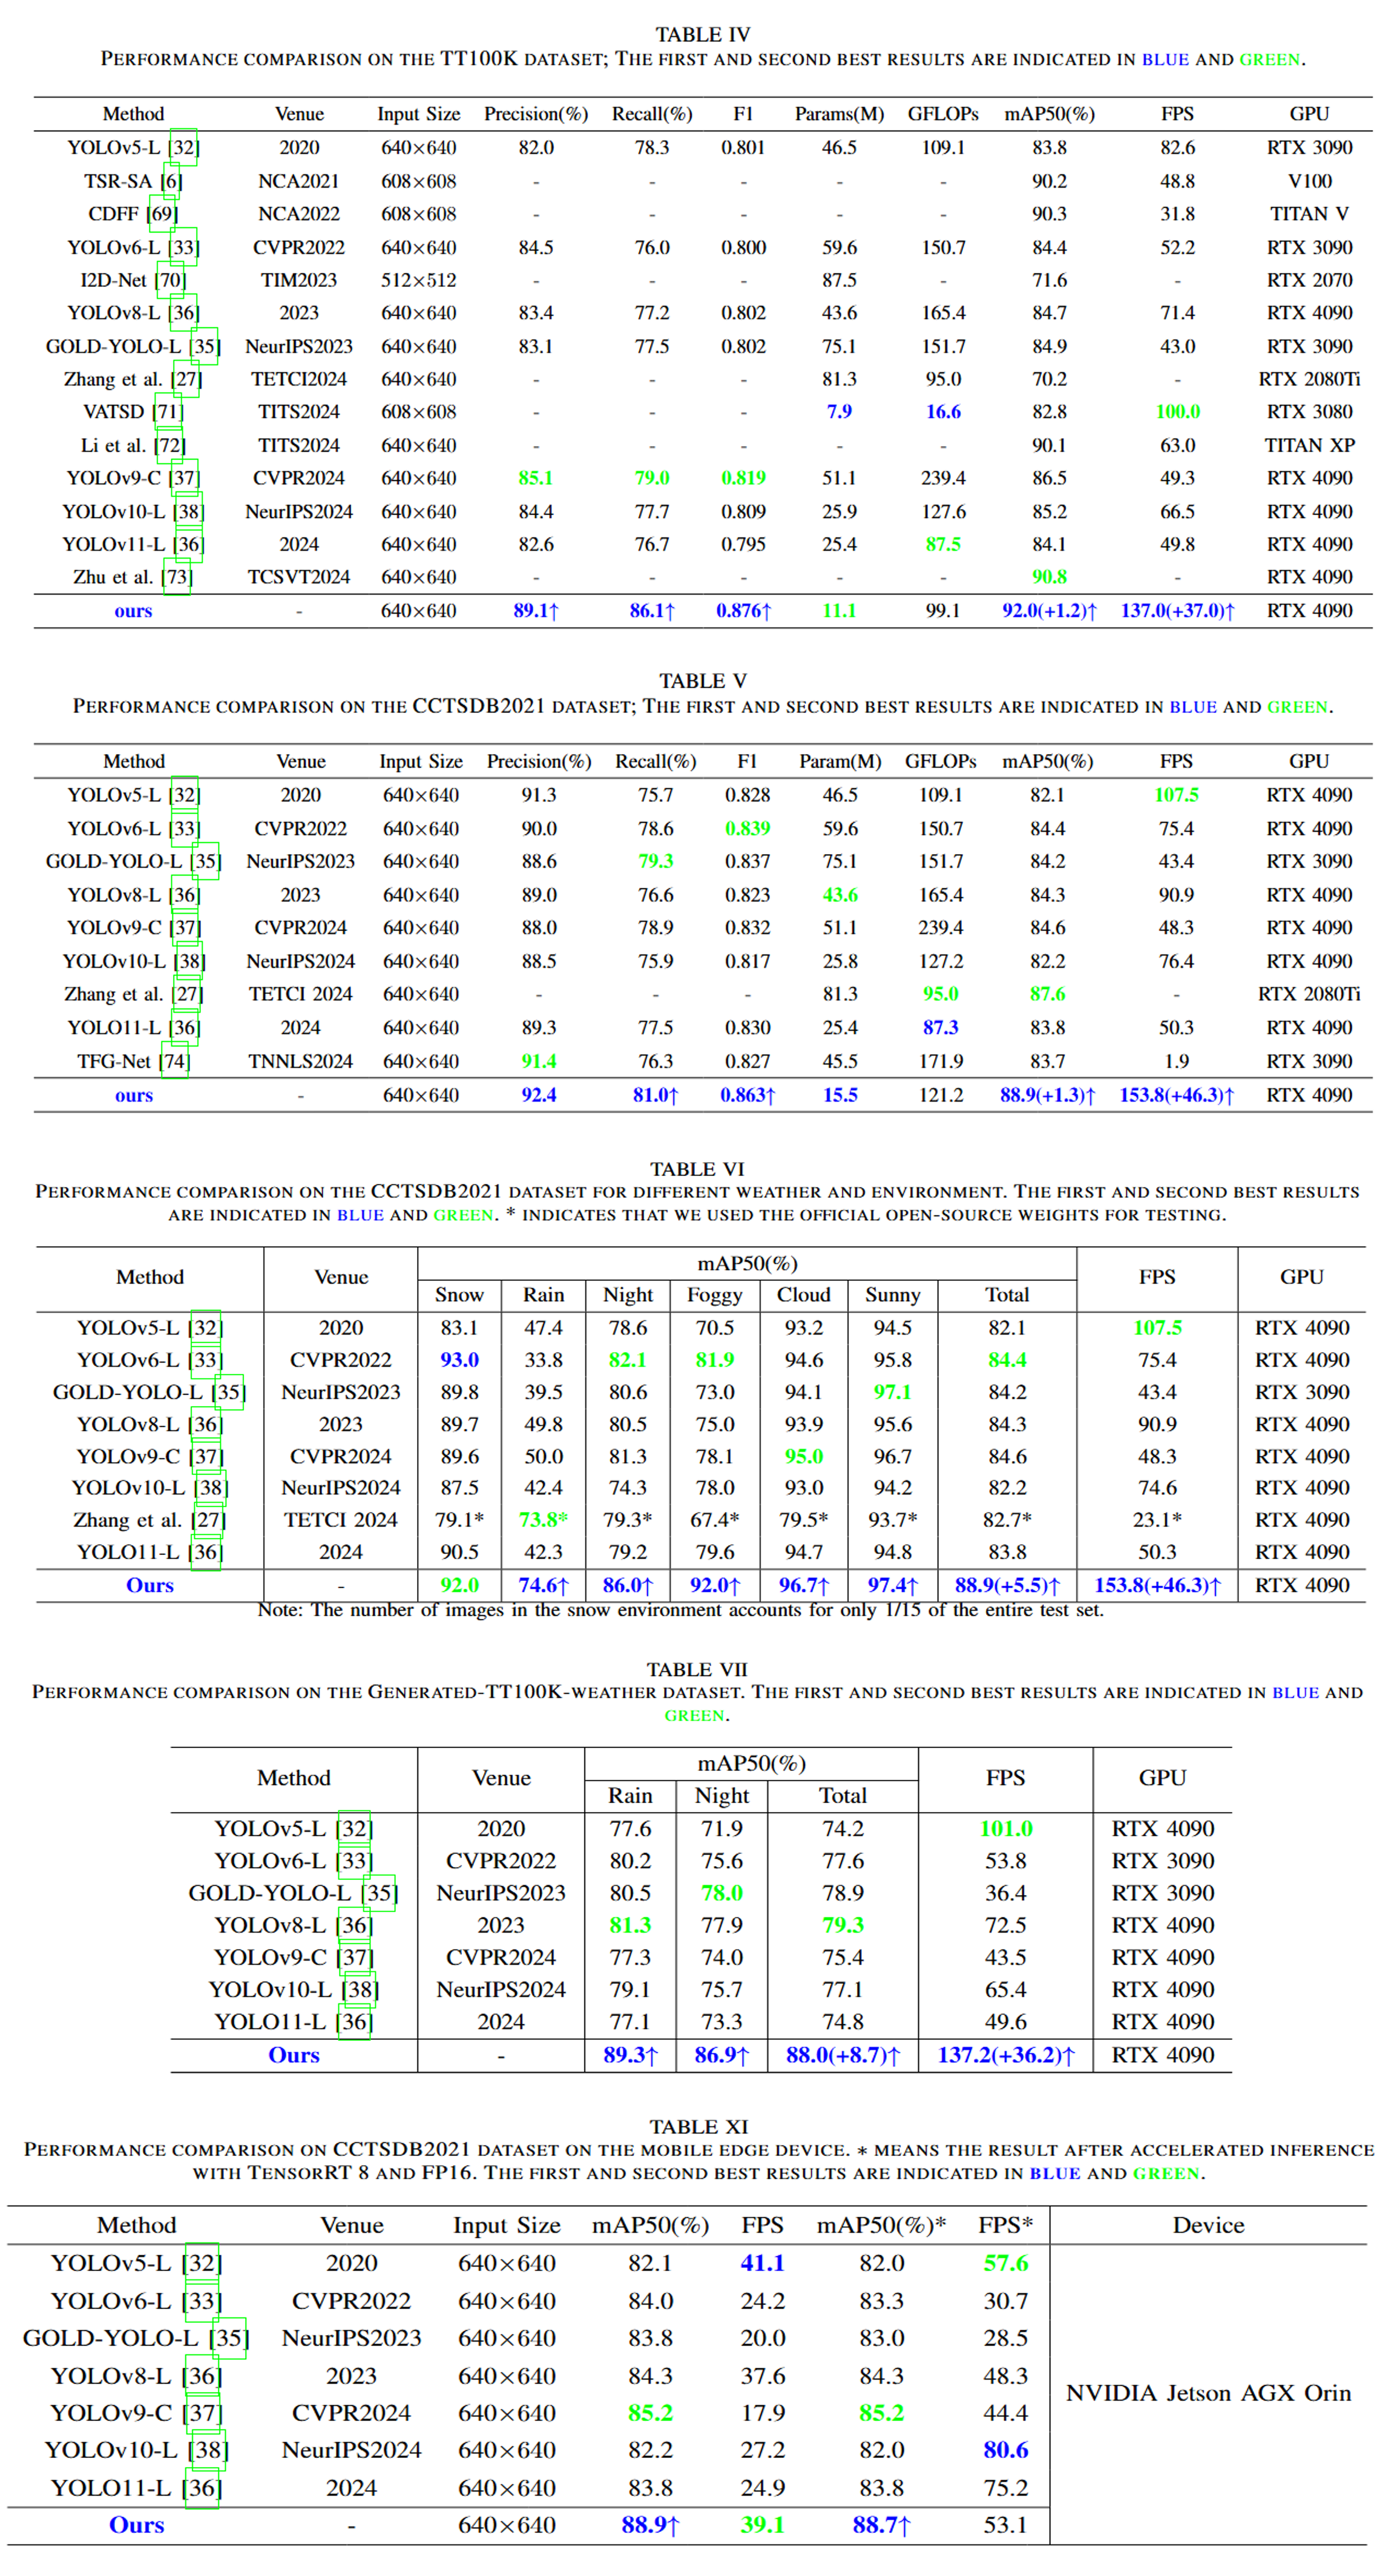 TABLE IV
PERFORMANCE COMPARISON ON THE TT100K DATASET; THE FIRST AND SECOND BEST RESULTS ARE INDICATED IN BLUE AND GREEN.
Method Venue Input Size Precision(%) Recall(%) F1 Params(M) GFLOPs mAP50(%) FPS GPU
YOLOv5-L [32] 2020 640×640 82.0 78.3 0.801 46.5 109.1 83.8 82.6 RTX 3090
TSR-SA [6] NCA2021 608×608 - - - - - 90.2 48.8 V100
CDFF [69] NCA2022 608×608 - - - - - 90.3 31.8 TITAN V
YOLOv6-L [33] CVPR2022 640×640 84.5 76.0 0.800 59.6 150.7 84.4 52.2 RTX 3090
I2D-Net [70] TIM2023 512×512 - - - 87.5 - 71.6 - RTX 2070
YOLOv8-L [36] 2023 640×640 83.4 77.2 0.802 43.6 165.4 84.7 71.4 RTX 4090
GOLD-YOLO-L [35] NeurIPS2023 640×640 83.1 77.5 0.802 75.1 151.7 84.9 43.0 RTX 3090
Zhang et al. [27] TETCI2024 640×640 - - - 81.3 95.0 70.2 - RTX 2080Ti
VATSD [71] TITS2024 608×608 - - - 7.9 16.6 82.8 100.0 RTX 3080
Li et al. [72] TITS2024 640×640 - - - - - 90.1 63.0 TITAN XP
YOLOv9-C [37] CVPR2024 640×640 85.1 79.0 0.819 51.1 239.4 86.5 49.3 RTX 4090
YOLOv10-L [38] NeurIPS2024 640×640 84.4 77.7 0.809 25.9 127.6 85.2 66.5 RTX 4090
YOLOv11-L [36] 2024 640×640 82.6 76.7 0.795 25.4 87.5 84.1 49.8 RTX 4090
Zhu et al. [73] TCSVT2024 640×640 - - - - - 90.8 - RTX 4090
ours - 640×640 89.1↑ 86.1↑ 0.876↑ 11.1 99.1 92.0(+1.2)↑ 137.0(+37.0)↑ RTX 4090
TABLE V
PERFORMANCE COMPARISON ON THE CCTSDB2021 DATASET; THE FIRST AND SECOND BEST RESULTS ARE INDICATED IN BLUE AND GREEN.
Method Venue Input Size Precision(%) Recall(%) F1 Param(M) GFLOPs mAP50(%) FPS GPU
YOLOv5-L [32] 2020 640×640 91.3 75.7 0.828 46.5 109.1 82.1 107.5 RTX 4090
YOLOv6-L [33] CVPR2022 640×640 90.0 78.6 0.839 59.6 150.7 84.4 75.4 RTX 4090
GOLD-YOLO-L [35] NeurIPS2023 640×640 88.6 79.3 0.837 75.1 151.7 84.2 43.4 RTX 3090
YOLOv8-L [36] 2023 640×640 89.0 76.6 0.823 43.6 165.4 84.3 90.9 RTX 4090
YOLOv9-C [37] CVPR2024 640×640 88.0 78.9 0.832 51.1 239.4 84.6 48.3 RTX 4090
YOLOv10-L [38] NeurIPS2024 640×640 88.5 75.9 0.817 25.8 127.2 82.2 76.4 RTX 4090
Zhang et al. [27] TETCI 2024 640×640 - - - 81.3 95.0 87.6 - RTX 2080Ti
YOLO11-L [36] 2024 640×640 89.3 77.5 0.830 25.4 87.3 83.8 50.3 RTX 4090
TFG-Net [74] TNNLS2024 640×640 91.4 76.3 0.827 45.5 171.9 83.7 1.9 RTX 3090
ours - 640×640 92.4 81.0↑ 0.863↑ 15.5 121.2 88.9(+1.3)↑ 153.8(+46.3)↑ RTX 4090
TABLE VI
PERFORMANCE COMPARISON ON THE CCTSDB2021 DATASET FOR DIFFERENT WEATHER AND ENVIRONMENT. THE FIRST AND SECOND BEST RESULTS
ARE INDICATED IN BLUE AND GREEN. * INDICATES THAT WE USED THE OFFICIAL OPEN-SOURCE WEIGHTS FOR TESTING.
Method Venue mAP50(%) FPS GPU
Snow Rain Night Foggy Cloud Sunny Total
YOLOv5-L [32] 2020 83.1 47.4 78.6 70.5 93.2 94.5 82.1 107.5 RTX 4090
YOLOv6-L [33] CVPR2022 93.0 33.8 82.1 81.9 94.6 95.8 84.4 75.4 RTX 4090
GOLD-YOLO-L [35] NeurIPS2023 89.8 39.5 80.6 73.0 94.1 97.1 84.2 43.4 RTX 3090
YOLOv8-L [36] 2023 89.7 49.8 80.5 75.0 93.9 95.6 84.3 90.9 RTX 4090
YOLOv9-C [37] CVPR2024 89.6 50.0 81.3 78.1 95.0 96.7 84.6 48.3 RTX 4090
YOLOv10-L [38] NeurIPS2024 87.5 42.4 74.3 78.0 93.0 94.2 82.2 74.6 RTX 4090
Zhang et al. [27] TETCI 2024 79.1* 73.8* 79.3* 67.4* 79.5* 93.7* 82.7* 23.1* RTX 4090
YOLO11-L [36] 2024 90.5 42.3 79.2 79.6 94.7 94.8 83.8 50.3 RTX 4090
Ours - 92.0 74.6↑ 86.0↑ 92.0↑ 96.7↑ 97.4↑ 88.9(+5.5)↑ 153.8(+46.3)↑ RTX 4090
Note: The number of images in the snow environment accounts for only 1/15 of the entire test set.
TABLE VII
PERFORMANCE COMPARISON ON THE GENERATED-TT100K-WEATHER DATASET. THE FIRST AND SECOND BEST RESULTS ARE INDICATED IN BLUE AND
GREEN.
Method Venue mAP50(%) FPS GPU
Rain Night Total
YOLOv5-L [32] 2020 77.6 71.9 74.2 101.0 RTX 4090
YOLOv6-L [33] CVPR2022 80.2 75.6 77.6 53.8 RTX 3090
GOLD-YOLO-L [35] NeurIPS2023 80.5 78.0 78.9 36.4 RTX 3090
YOLOv8-L [36] 2023 81.3 77.9 79.3 72.5 RTX 4090
YOLOv9-C [37] CVPR2024 77.3 74.0 75.4 43.5 RTX 4090
YOLOv10-L [38] NeurIPS2024 79.1 75.7 77.1 65.4 RTX 4090
YOLO11-L [36] 2024 77.1 73.3 74.8 49.6 RTX 4090
Ours - 89.3↑ 86.9↑ 88.0(+8.7)↑ 137.2(+36.2)↑ RTX 4090
TABLE XI
PERFORMANCE COMPARISON ON CCTSDB2021 DATASET ON THE MOBILE EDGE DEVICE. * MEANS THE RESULT AFTER ACCELERATED INFERENCE
WITH TENSORRT 8 AND FP16. THE FIRST AND SECOND BEST RESULTS ARE INDICATED IN BLUE AND GREEN.
Method Venue Input Size mAP50(%) FPS mAP50(%)* FPS* Device
YOLOv5-L [32] 2020 640×640 82.1 41.1 82.0 57.6
YOLOv6-L [33] CVPR2022 640×640 84.0 24.2 83.3 30.7
GOLD-YOLO-L [35] NeurIPS2023 640×640 83.8 20.0 83.0 28.5
YOLOv8-L [36] 2023 640×640 84.3 37.6 84.3 48.3
NVIDIA Jetson AGX Orin
YOLOv9-C [37] CVPR2024 640×640 85.2 17.9 85.2 44.4
YOLOv10-L [38] NeurIPS2024 640×640 82.2 27.2 82.0 80.6
YOLO11-L [36] 2024 640×640 83.8 24.9 83.8 75.2
Ours - 640×640 88.9↑ 39.1 88.7↑ 53.1